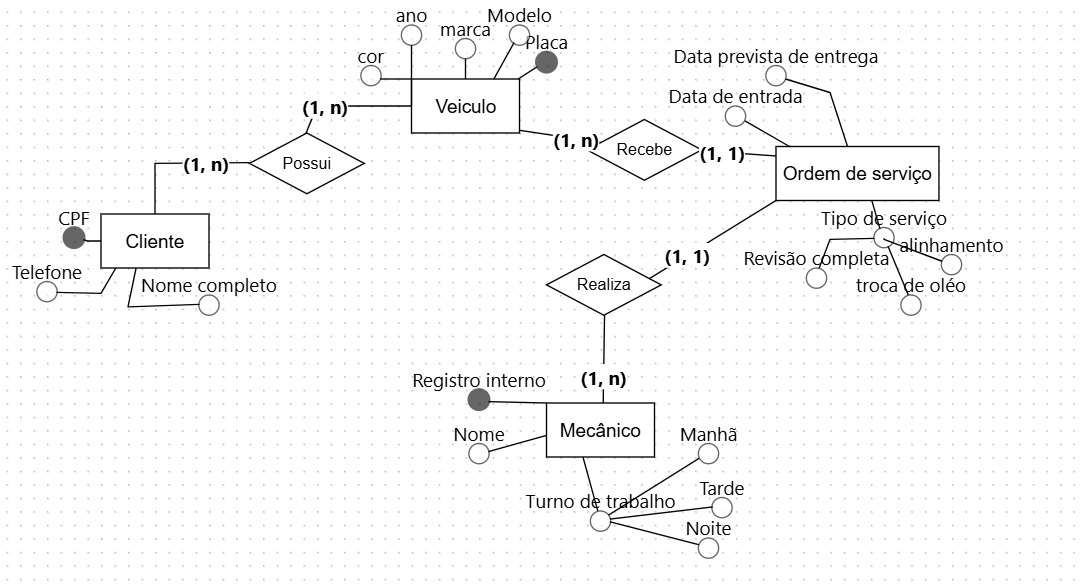 ano
Modelo
marca
Placa
cor
Veiculo
(1, n)
Possui
(1, n)
CPF
Cliente
Telefone
Nome completo
(1, n)
Recebe
(1, 1)
Data prevista de entrega
Data de entrada
Ordem de serviço
Tipo de serviço
alinhamento
Revisão completa
troca de oléo
(1, 1)
Realiza
(1, n)
Registro interno
Mecânico
Nome
Manhã
Turno de trabalho
Tarde
Noite